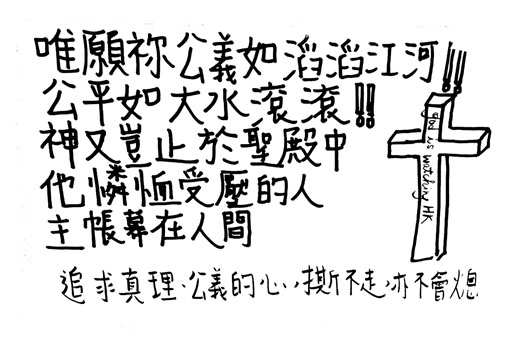 唯願祢公義如滔滔江河!!!
公平如大水滾滾!!
神又豈止於聖殿中
他憐恤受壓的人
主帳幕在人間
god is watching HK
追求真理、公義的心，撕不走，亦不會熄